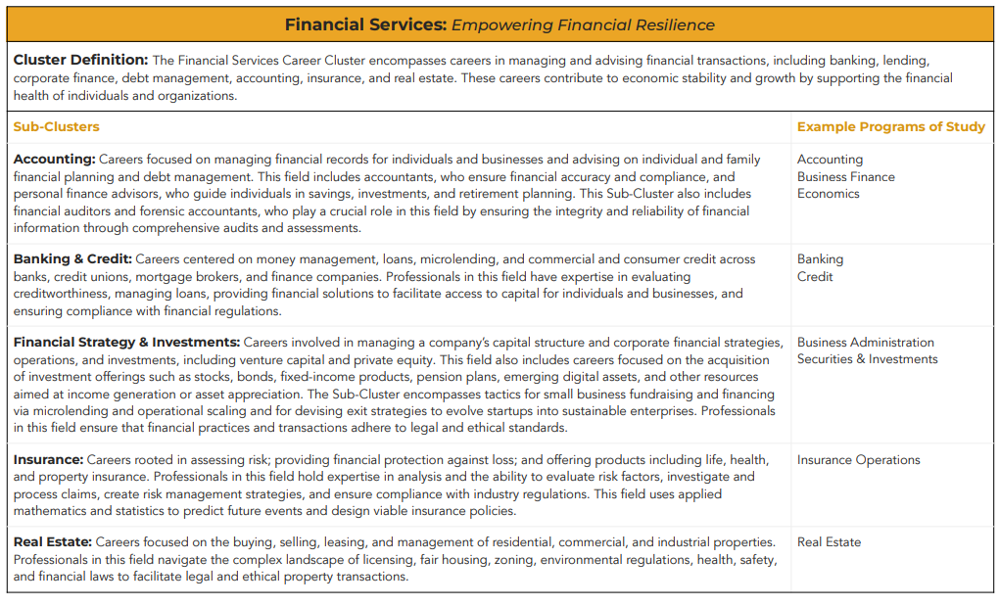 Financial Services: Empowering Financial Resilience
Cluster Definition: The Financial Services Career Cluster encompasses careers in managing and advising financial transactions, including banking, lending,
corporate finance, debt management, accounting, insurance, and real estate. These careers contribute to economic stability and growth by supporting the financial
health of individuals and organizations.
Sub-Clusters
Example Programs of Study
Accounting: Careers focused on managing financial records for individuals and businesses and advising on individual and family
financial planning and debt management. This field includes accountants, who ensure financial accuracy and compliance, and
personal finance advisors, who guide individuals in savings, investments, and retirement planning. This Sub-Cluster also includes
financial auditors and forensic accountants, who play a crucial role in this field by ensuring the integrity and reliability of financial
information through comprehensive audits and assessments.
Accounting
Business Finance
Economics
Banking & Credit: Careers centered on money management, loans, microlending, and commercial and consumer credit across
banks, credit unions, mortgage brokers, and finance companies. Professionals in this field have expertise in evaluating
creditworthiness, managing loans, providing financial solutions to facilitate access to capital for individuals and businesses, and
ensuring compliance with financial regulations.
Banking
Credit
Financial Strategy & Investments: Careers involved in managing a company's capital structure and corporate financial strategies,
operations, and investments, including venture capital and private equity. This field also includes careers focused on the acquisition
of investment offerings such as stocks, bonds, fixed-income products, pension plans, emerging digital assets, and other resources
aimed at income generation or asset appreciation. The Sub-Cluster encompasses tactics for small business fundraising and financing
via microlending and operational scaling and for devising exit strategies to evolve startups into sustainable enterprises. Professionals
in this field ensure that financial practices and transactions adhere to legal and ethical standards.
Business Administration
Securities & Investments
Insurance: Careers rooted in assessing risk; providing financial protection against loss; and offering products including life, health,
and property insurance. Professionals in this field hold expertise in analysis and the ability to evaluate risk factors, investigate and
process claims, create risk management strategies, and ensure compliance with industry regulations. This field uses applied
mathematics and statistics to predict future events and design viable insurance policies.
Insurance Operations
Real Estate: Careers focused on the buying, selling, leasing, and management of residential, commercial, and industrial properties.
Professionals in this field navigate the complex landscape of licensing, fair housing, zoning, environmental regulations, health, safety,
and financial laws to facilitate legal and ethical property transactions.
Real Estate